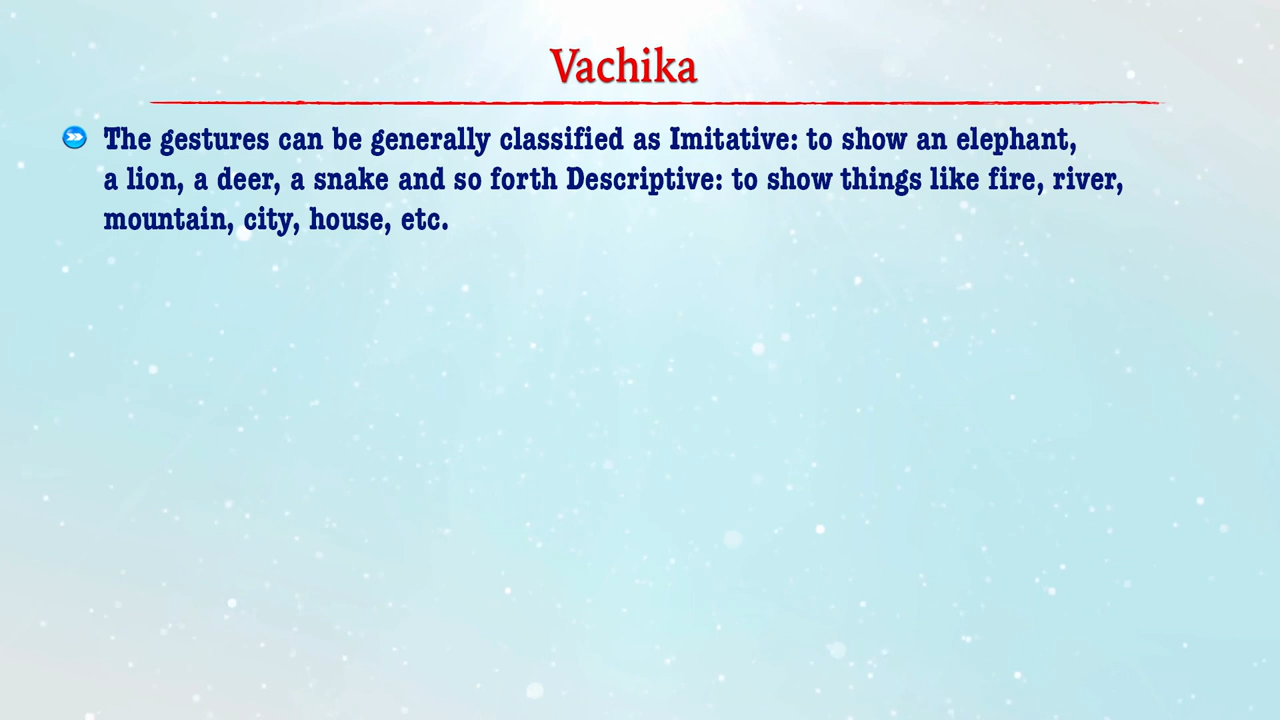 Vachika
The gestures can be generally classified as Imitative: to show an elephant,
a lion, a deer, a snake and so forth Descriptive: to show things like fire, river,
mountain, city, house, etc.